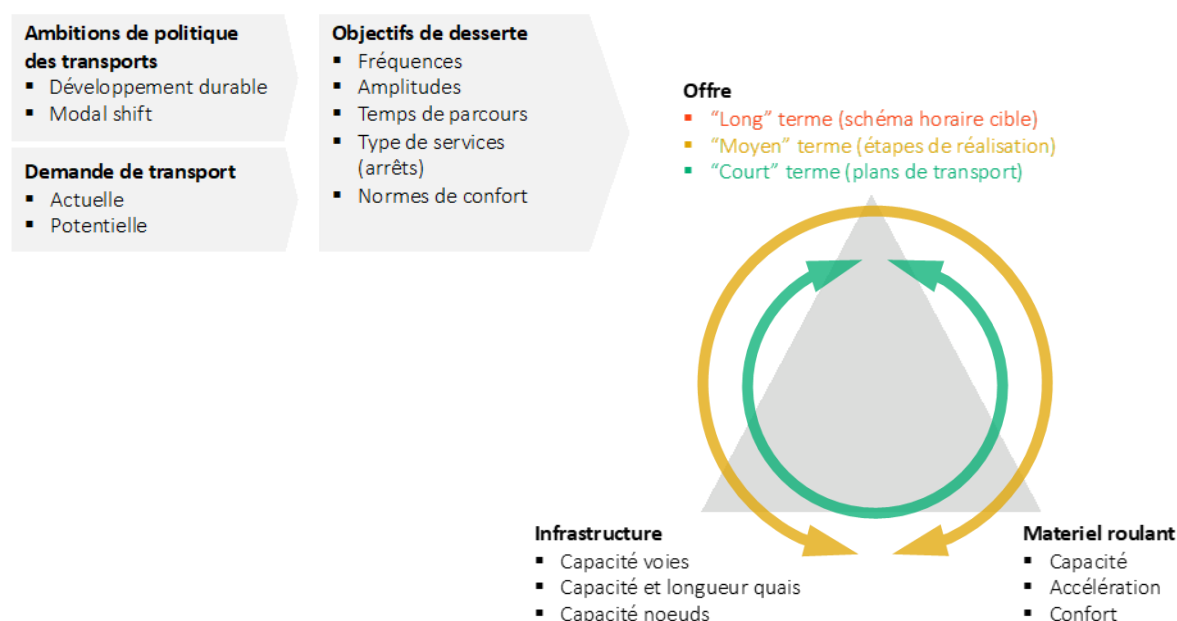 Ambitions de politique
des transports
▪ Développement durable
▪ Modal shift
Demande de transport
▪ Actuelle
▪ Potentielle
Objectifs de desserte
▪ Fréquences
▪ Amplitudes
▪ Temps de parcours
▪ Type de services
(arrêts)
▪ Normes de confort
Offre
▪ “Long” terme (schéma horaire cible)
▪ “Moyen” terme (étapes de réalisation)
▪ “Court” terme (plans de transport)
Infrastructure
▪ Capacité voies
▪ Capacité et longueur quais
▪ Capacité noeuds
Materiel roulant
▪ Capacité
▪ Accélération
▪ Confort